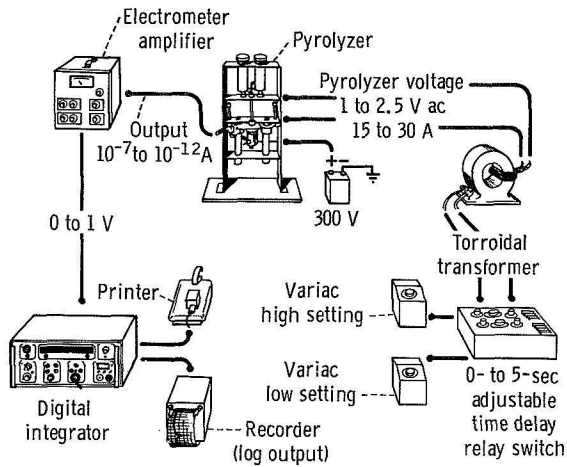 Electrometer
amplifier
Pyrolyzer
Pyrolyzer voltage
1 to 2.5 V ac
15 to 30 A
Output
10⁻⁷ to 10⁻¹²A
+ -
300 V
0 to 1 V
Torroidal
transformer
Printer
Variac
high setting
Variac
low setting
0- to 5-sec
adjustable
time delay
relay switch
Digital
integrator
Recorder
(log output)